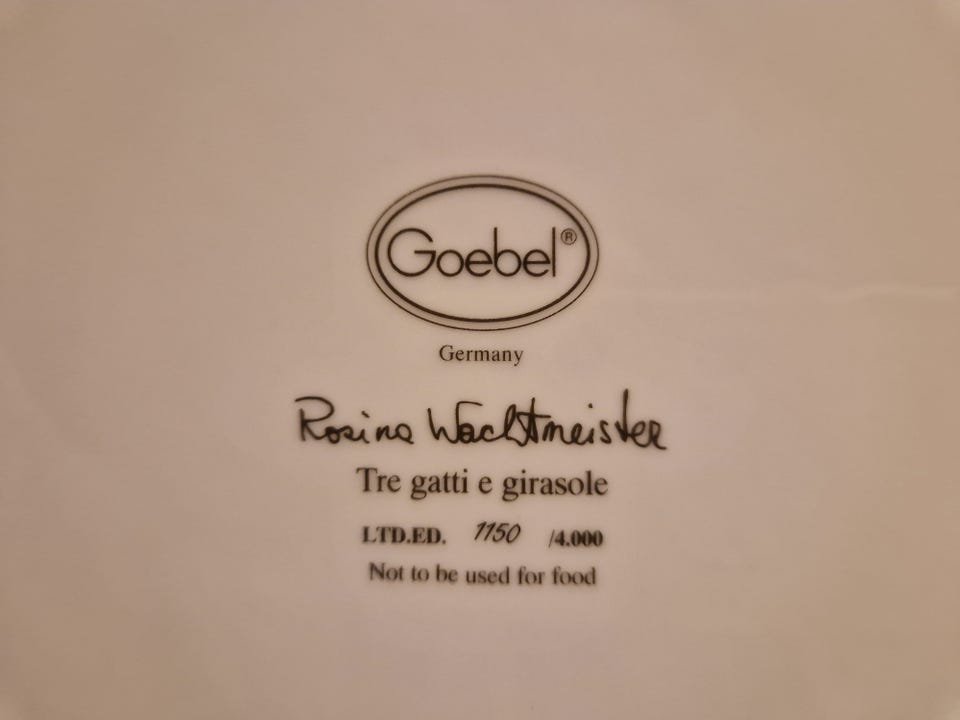 Goebel®
Germany
Rosina Wachtmeister
Tre gatti e girasole
LTD.ED. 1150 /4.000
Not to be used for food